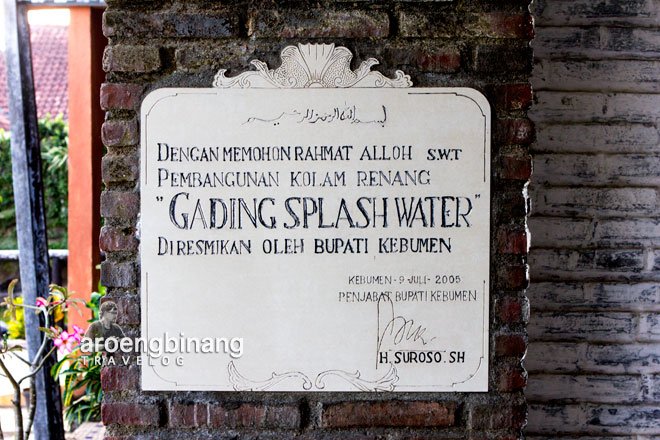 بسم الله الرحمن الرحيم
DENGAN MEMOHON RAHMAT ALLOH S.W.T
PEMBANGUNAN KOLAM RENANG
"GADING SPLASH WATER"
DIRESMIKAN OLEH BUPATI KEBUMEN
KEBUMEN - 9 JULI - 2005
PENJABAT BUPATI KEBUMEN
H. SUROSO. SH
aroengbinang
TRAVELOG